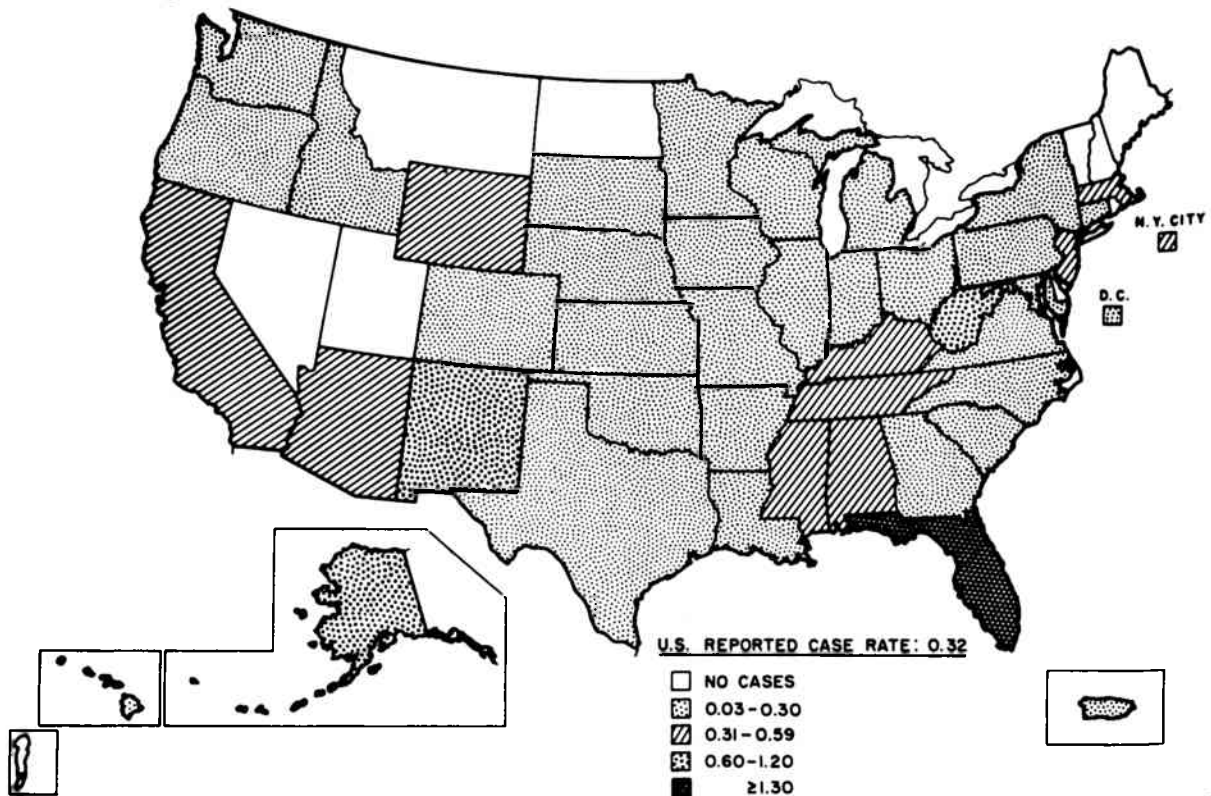 N.Y. CITY
D.C.
U.S. REPORTED CASE RATE: 0.32
NO CASES
0.03-0.30
0.31-0.59
0.60-1.20
≥1.30